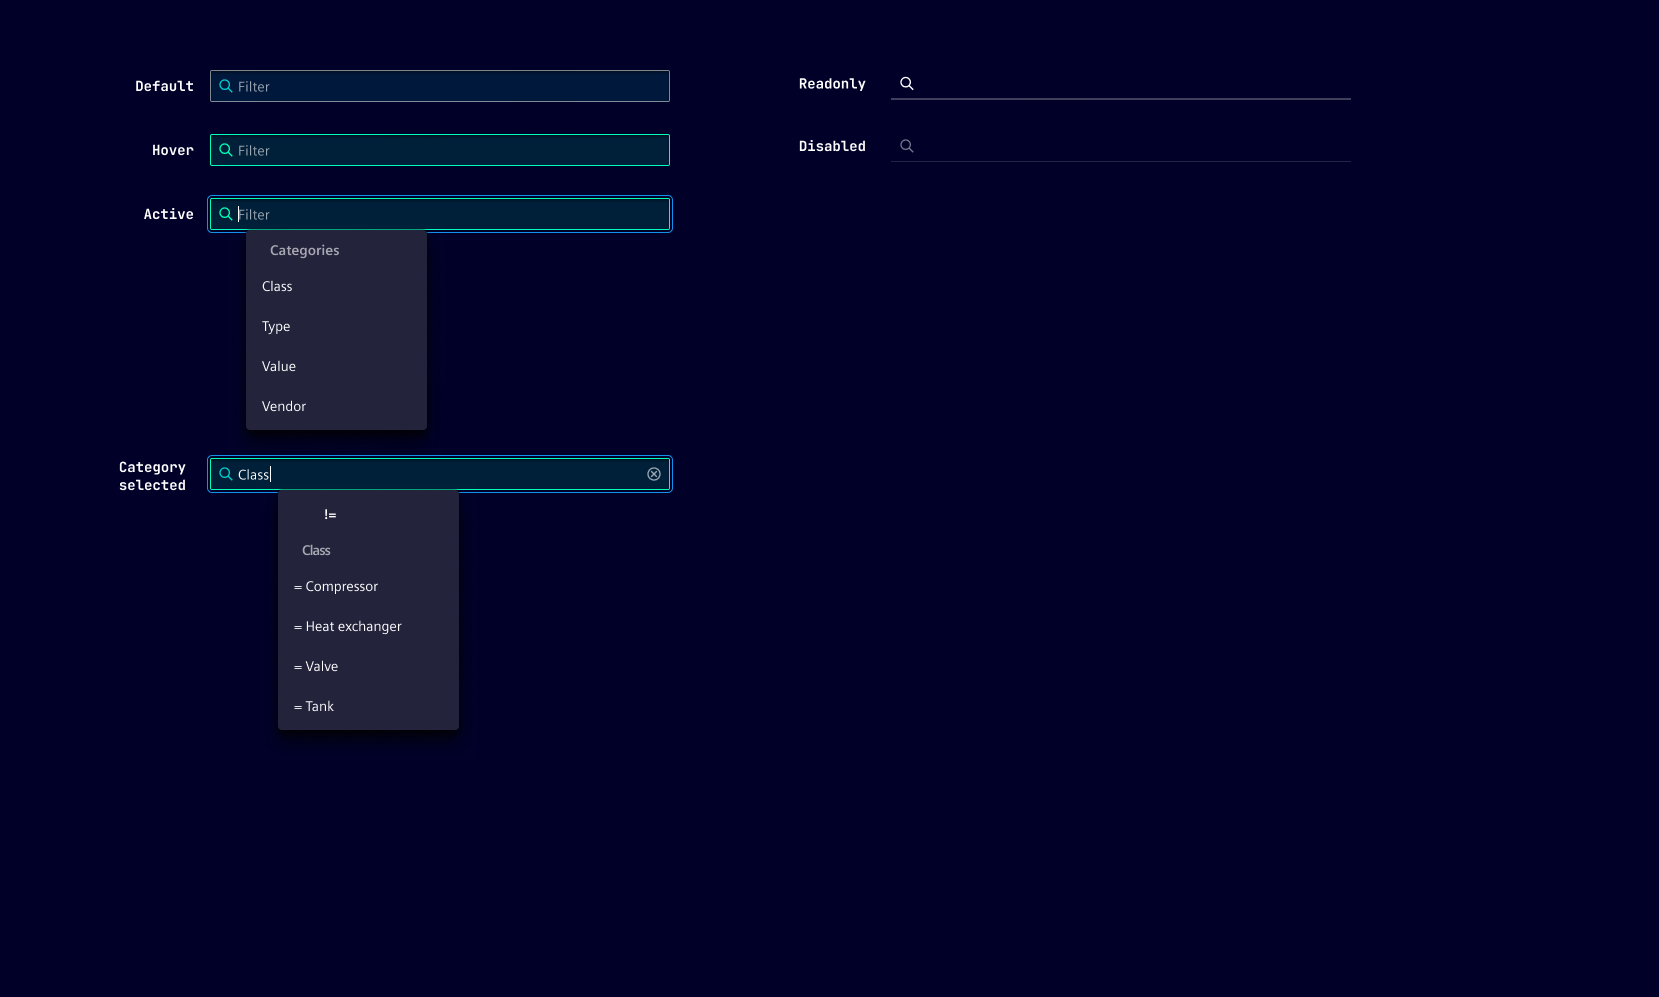 Default
Filter
Hover
Filter
Active
Filter
Categories
Class
Type
Value
Vendor
Category
selected
Class
!=
Class
= Compressor
= Heat exchanger
= Valve
= Tank
Readonly
Disabled